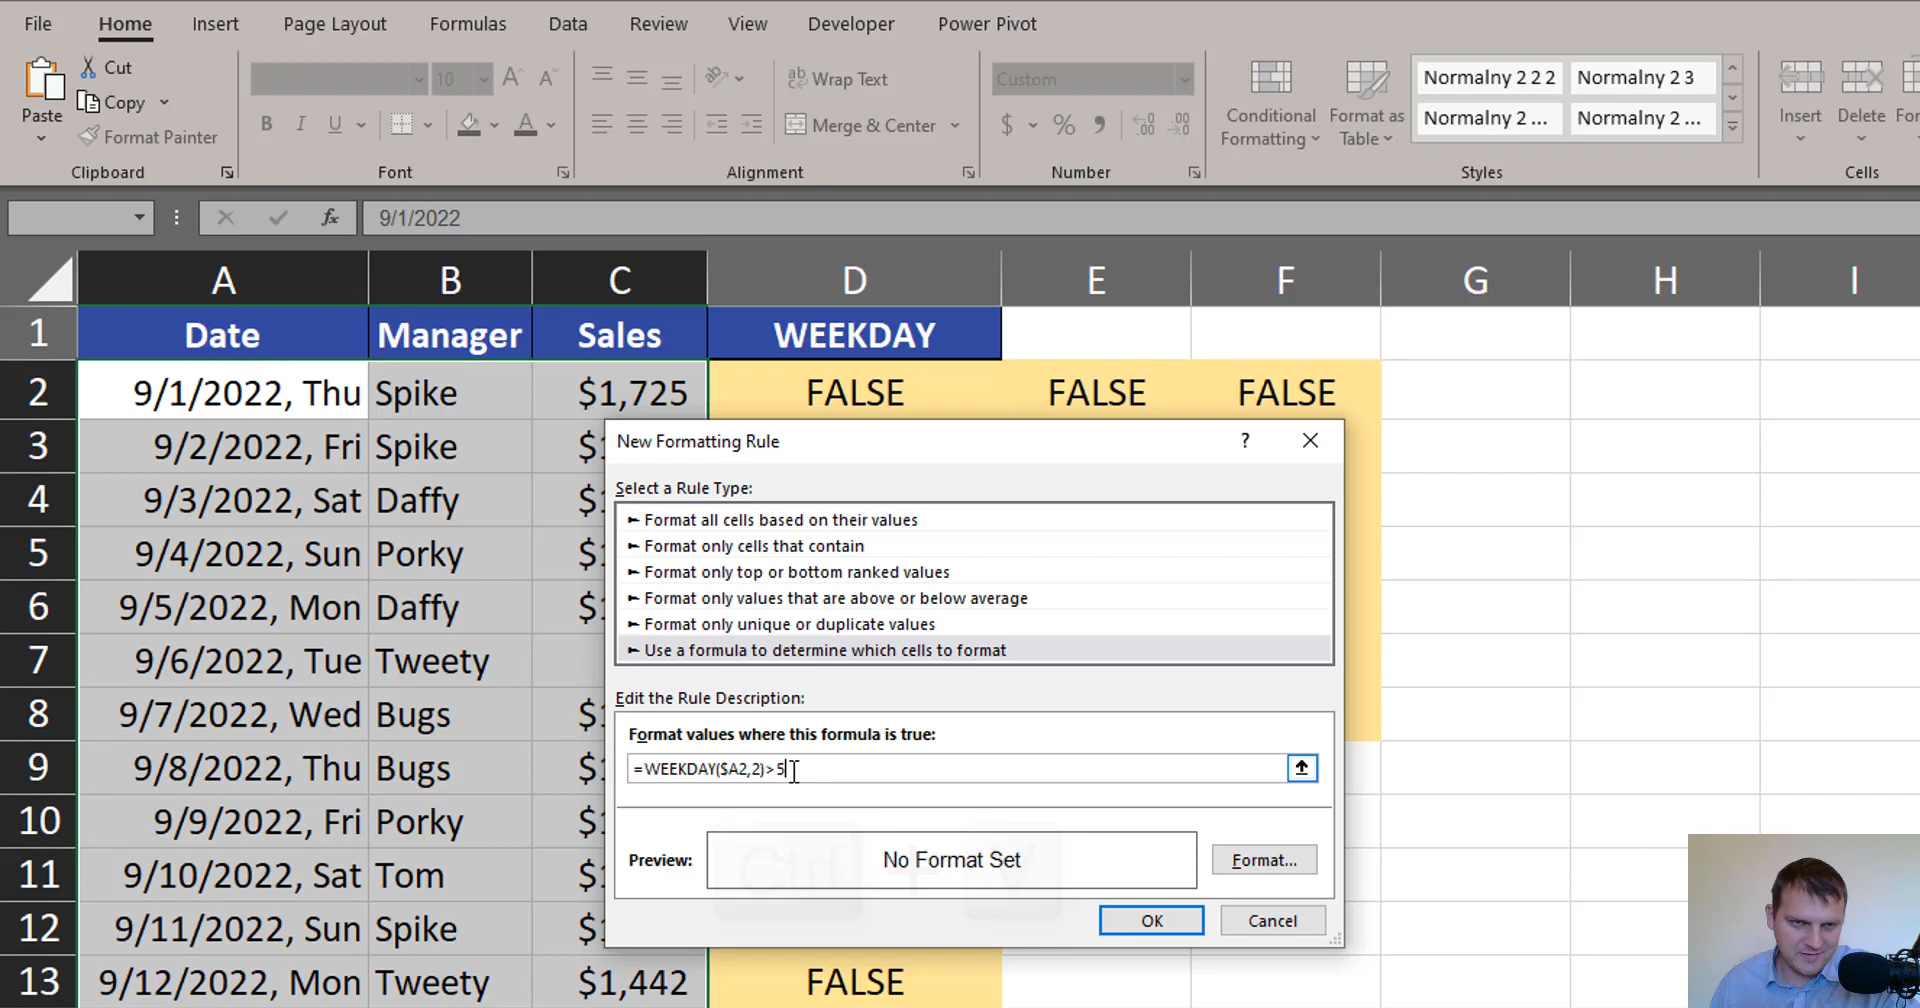 File Home Insert Page Layout Formulas Data Review View Developer Power Pivot
Paste Cut Copy Format Painter
Clipboard
10
B I U
Font
ab Wrap Text
Merge & Center
Alignment
Custom
$ % 9
Number
Conditional Formatting Format as Table
Normalny 2 2 2 Normalny 2 3
Normalny 2 ... Normalny 2 ...
Styles
Insert Delete
Cells
fx 9/1/2022
A B C D E F G H I
1 Date Manager Sales WEEKDAY
2 9/1/2022, Thu Spike $1,725 FALSE FALSE FALSE
3 9/2/2022, Fri Spike
4 9/3/2022, Sat Daffy
5 9/4/2022, Sun Porky
6 9/5/2022, Mon Daffy
7 9/6/2022, Tue Tweety
8 9/7/2022, Wed Bugs
9 9/8/2022, Thu Bugs
10 9/9/2022, Fri Porky
11 9/10/2022, Sat Tom
12 9/11/2022, Sun Spike
13 9/12/2022, Mon Tweety $1,442 FALSE
New Formatting Rule ?
Select a Rule Type:
► Format all cells based on their values
► Format only cells that contain
► Format only top or bottom ranked values
► Format only values that are above or below average
► Format only unique or duplicate values
► Use a formula to determine which cells to format
Edit the Rule Description:
Format values where this formula is true:
=WEEKDAY($A2,2)>5
Preview: No Format Set Format...
Ctrl + V
OK Cancel